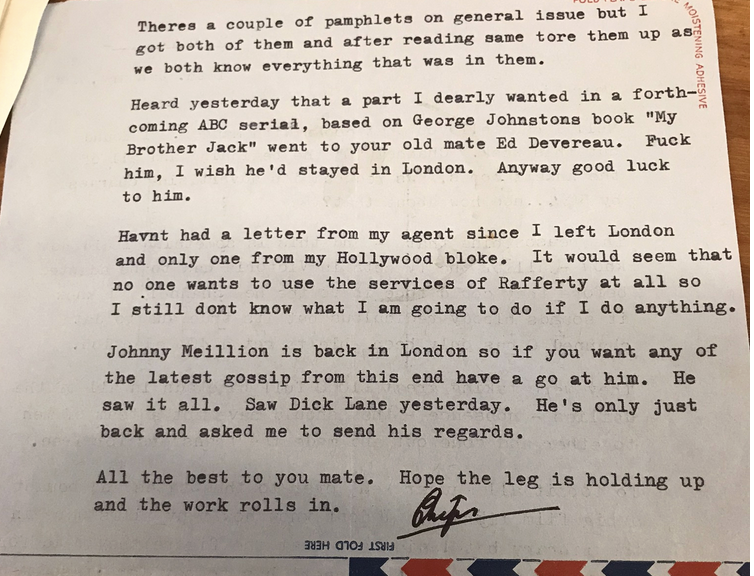 Theres a couple of pamphlets on general issue but I
got both of them and after reading same tore them up as
we both know everything that was in them.
Heard yesterday that a part I dearly wanted in a forth-
coming ABC serial, based on George Johnstons book "My
Brother Jack" went to your old mate Ed Devereau. Fuck
him, I wish he'd stayed in London. Anyway good luck
to him.
Havnt had a letter from my agent since I left London
and only one from my Hollywood bloke. It would seem that
no one wants to use the services of Rafferty at all so
I still dont know what I am going to do if I do anything.
Johnny Meillion is back in London so if you want any of
the latest gossip from this end have a go at him. He
saw it all. Saw Dick Lane yesterday. He's only just
back and asked me to send his regards.
All the best to you mate. Hope the leg is holding up
and the work rolls in.
FIRST FOLD HERE
MOISTENING ADHESIVE